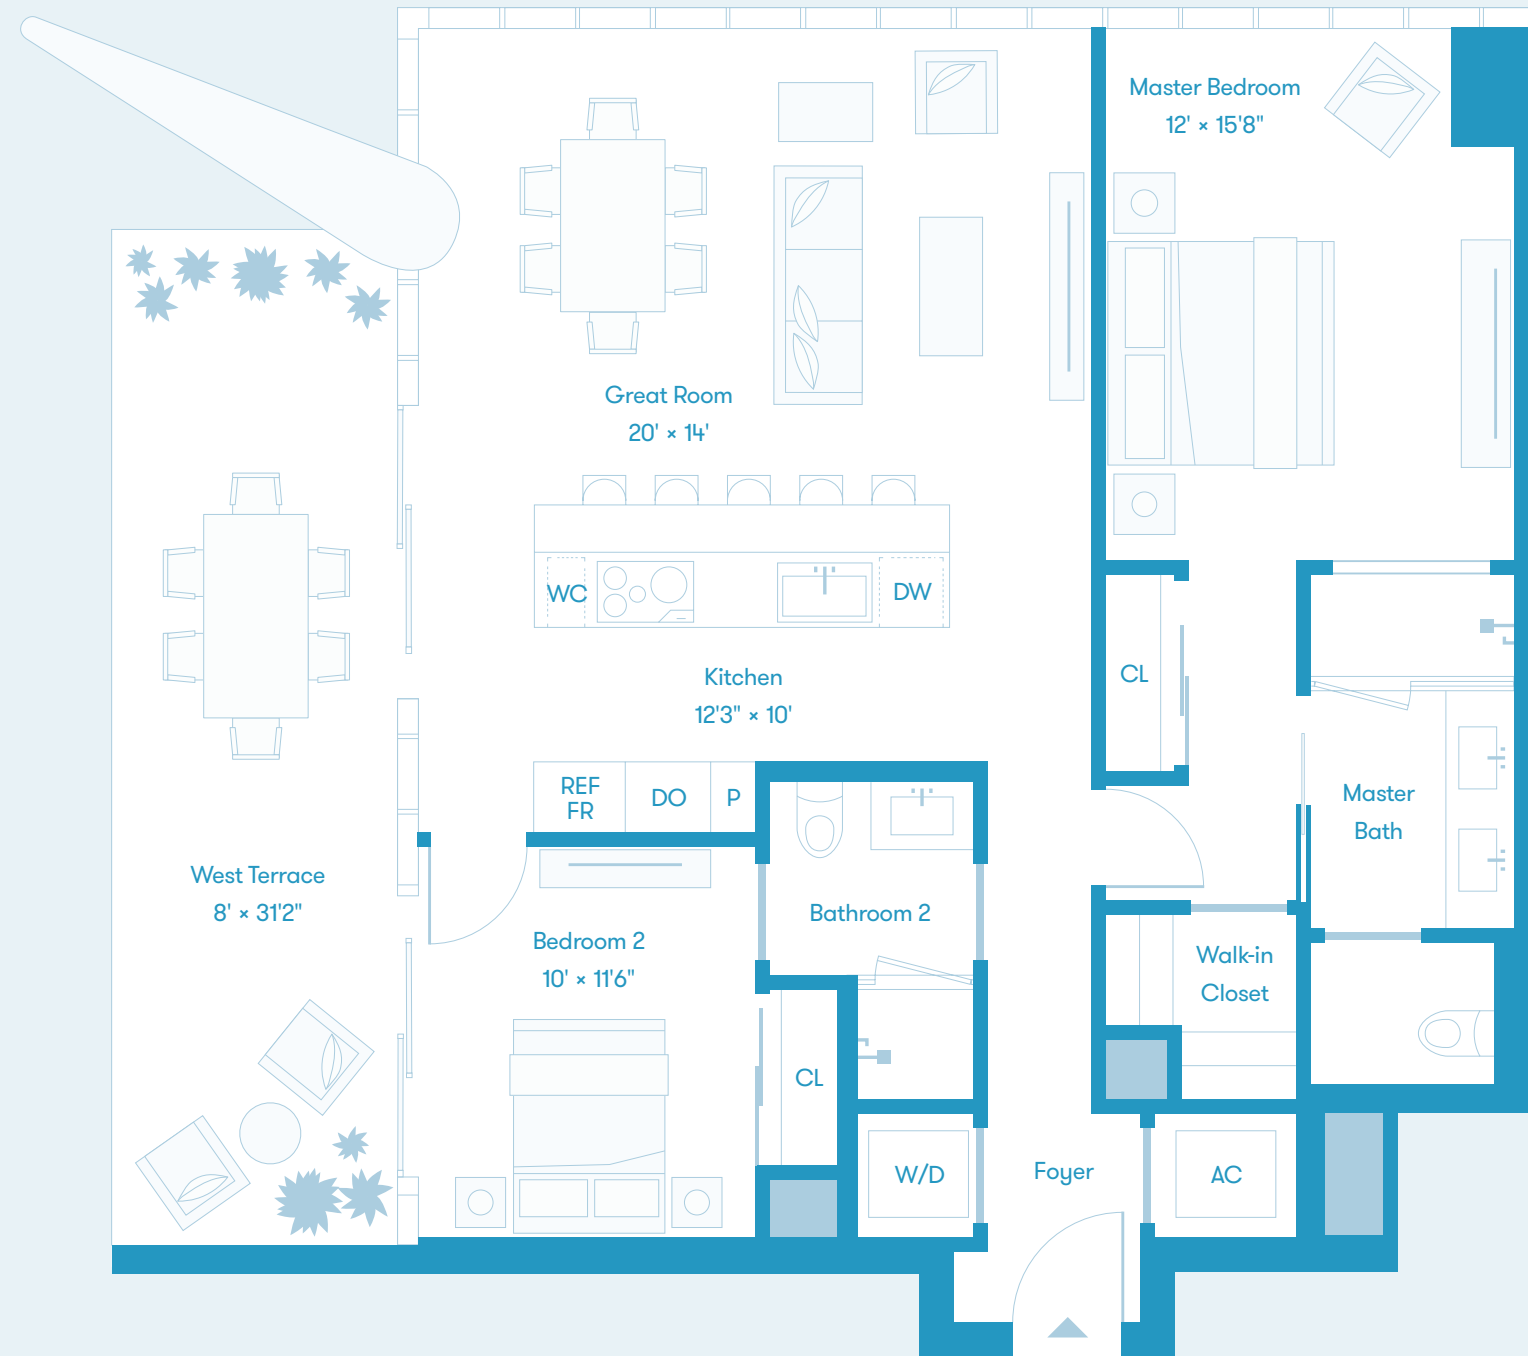 Master Bedroom
12' × 15'8"
Great Room
20' × 14'
WC
DW
Kitchen
12'3" × 10'
CL
REF
FR
DO
P
Master
Bath
West Terrace
8' × 31'2"
Bedroom 2
10' × 11'6"
Bathroom 2
Walk-in
Closet
CL
W/D
Foyer
AC